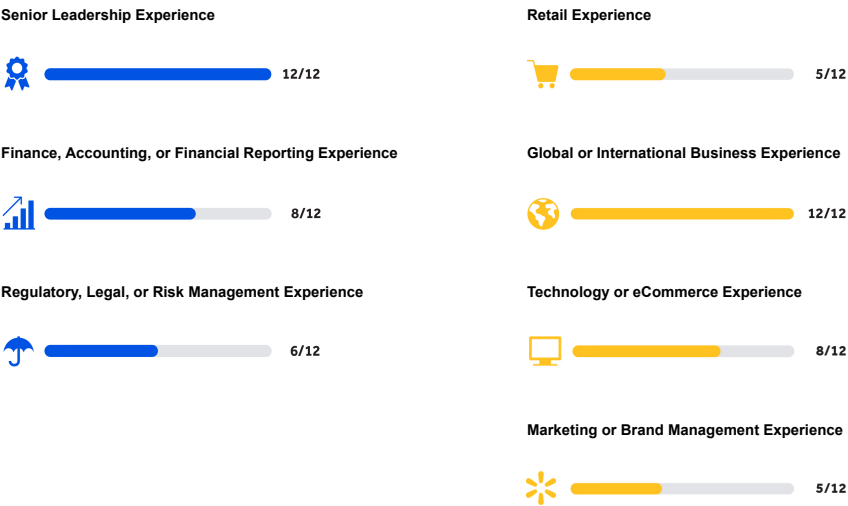 Senior Leadership Experience
12/12
Finance, Accounting, or Financial Reporting Experience
8/12
Regulatory, Legal, or Risk Management Experience
6/12
Retail Experience
5/12
Global or International Business Experience
12/12
Technology or eCommerce Experience
8/12
Marketing or Brand Management Experience
5/12